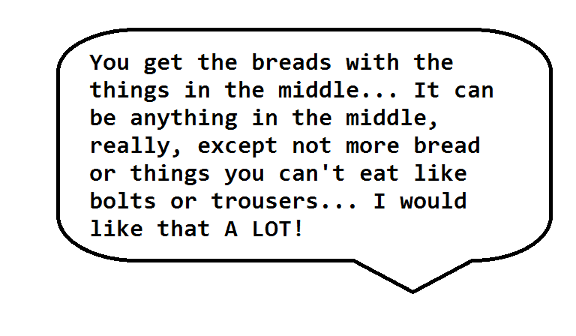 You get the breads with the
things in the middle... It can
be anything in the middle,
really, except not more bread
or things you can't eat like
bolts or trousers... I would
like that A LOT!